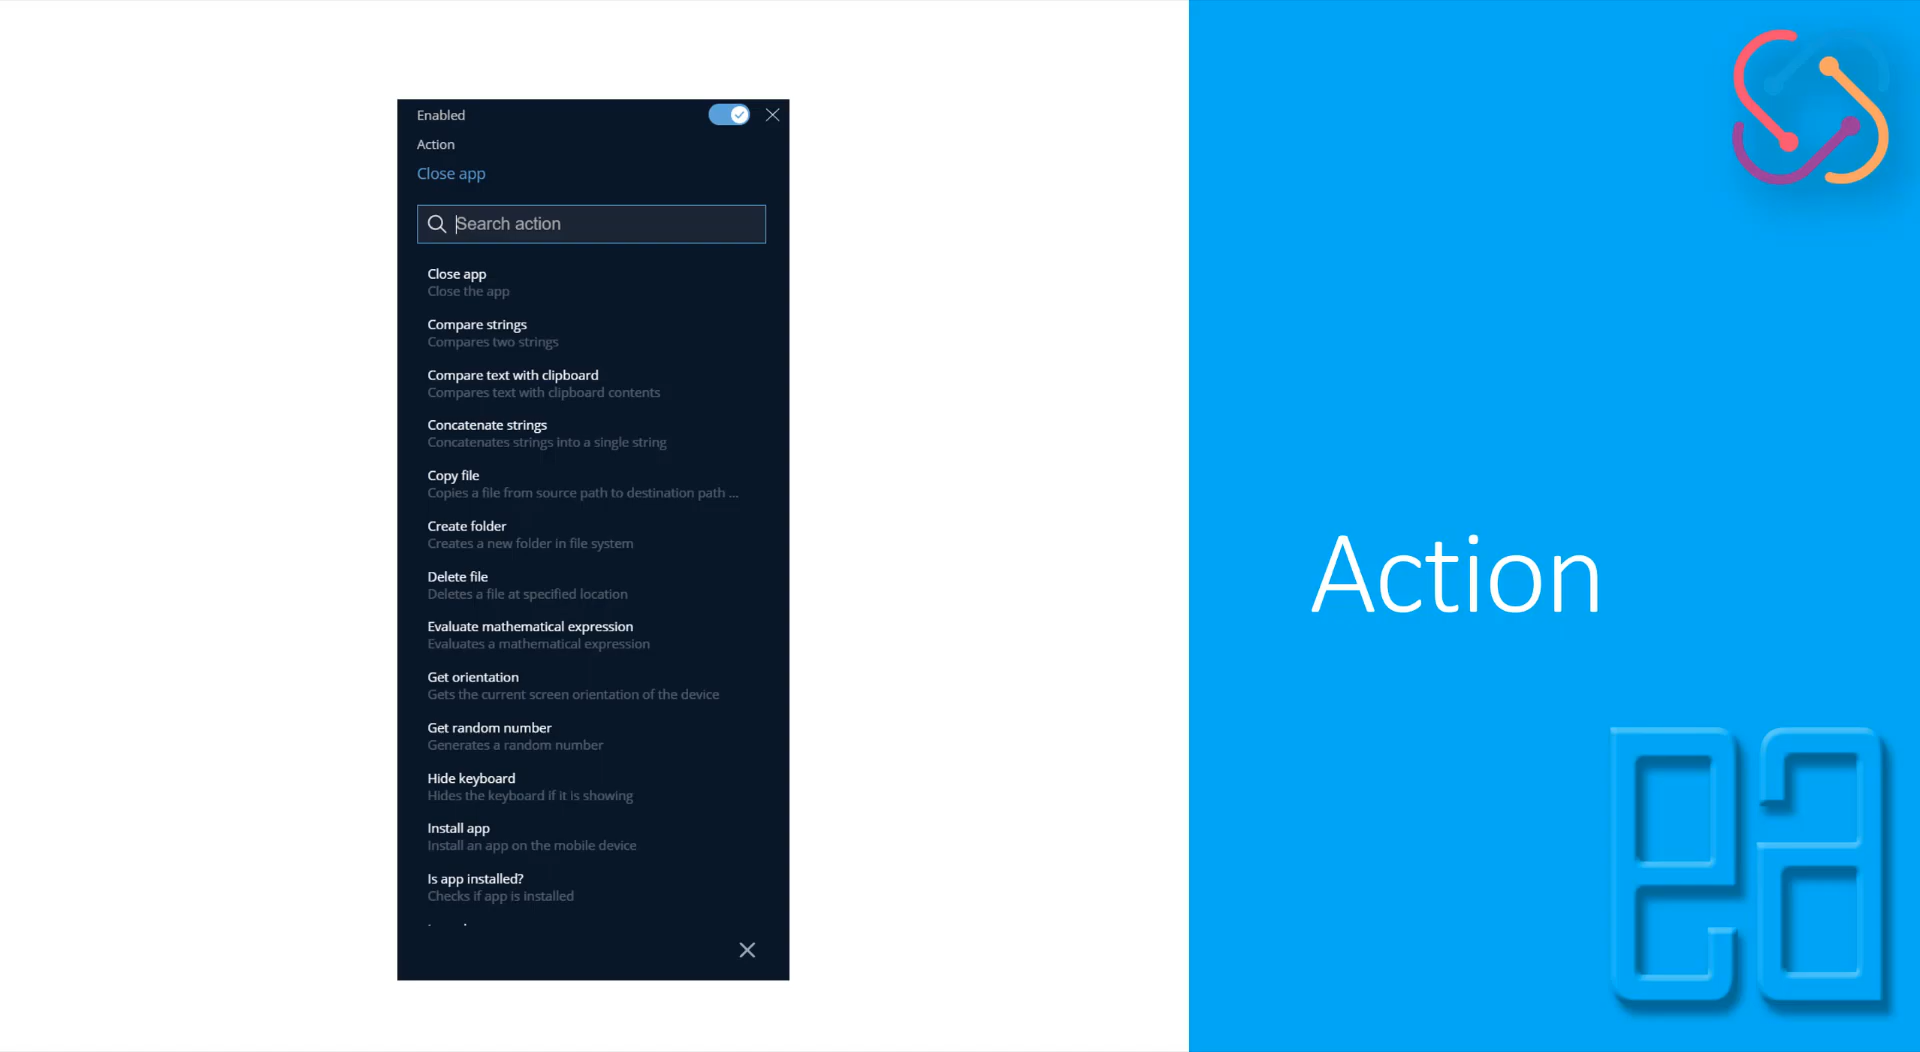 Enabled
Action
Close app
Search action
Close app
Close the app
Compare strings
Compares two strings
Compare text with clipboard
Compares text with clipboard contents
Concatenate strings
Concatenates strings into a single string
Copy file
Copies a file from source path to destination path ...
Create folder
Creates a new folder in file system
Delete file
Deletes a file at specified location
Evaluate mathematical expression
Evaluates a mathematical expression
Get orientation
Gets the current screen orientation of the device
Get random number
Generates a random number
Hide keyboard
Hides the keyboard if it is showing
Install app
Install an app on the mobile device
Is app installed?
Checks if app is installed
Action